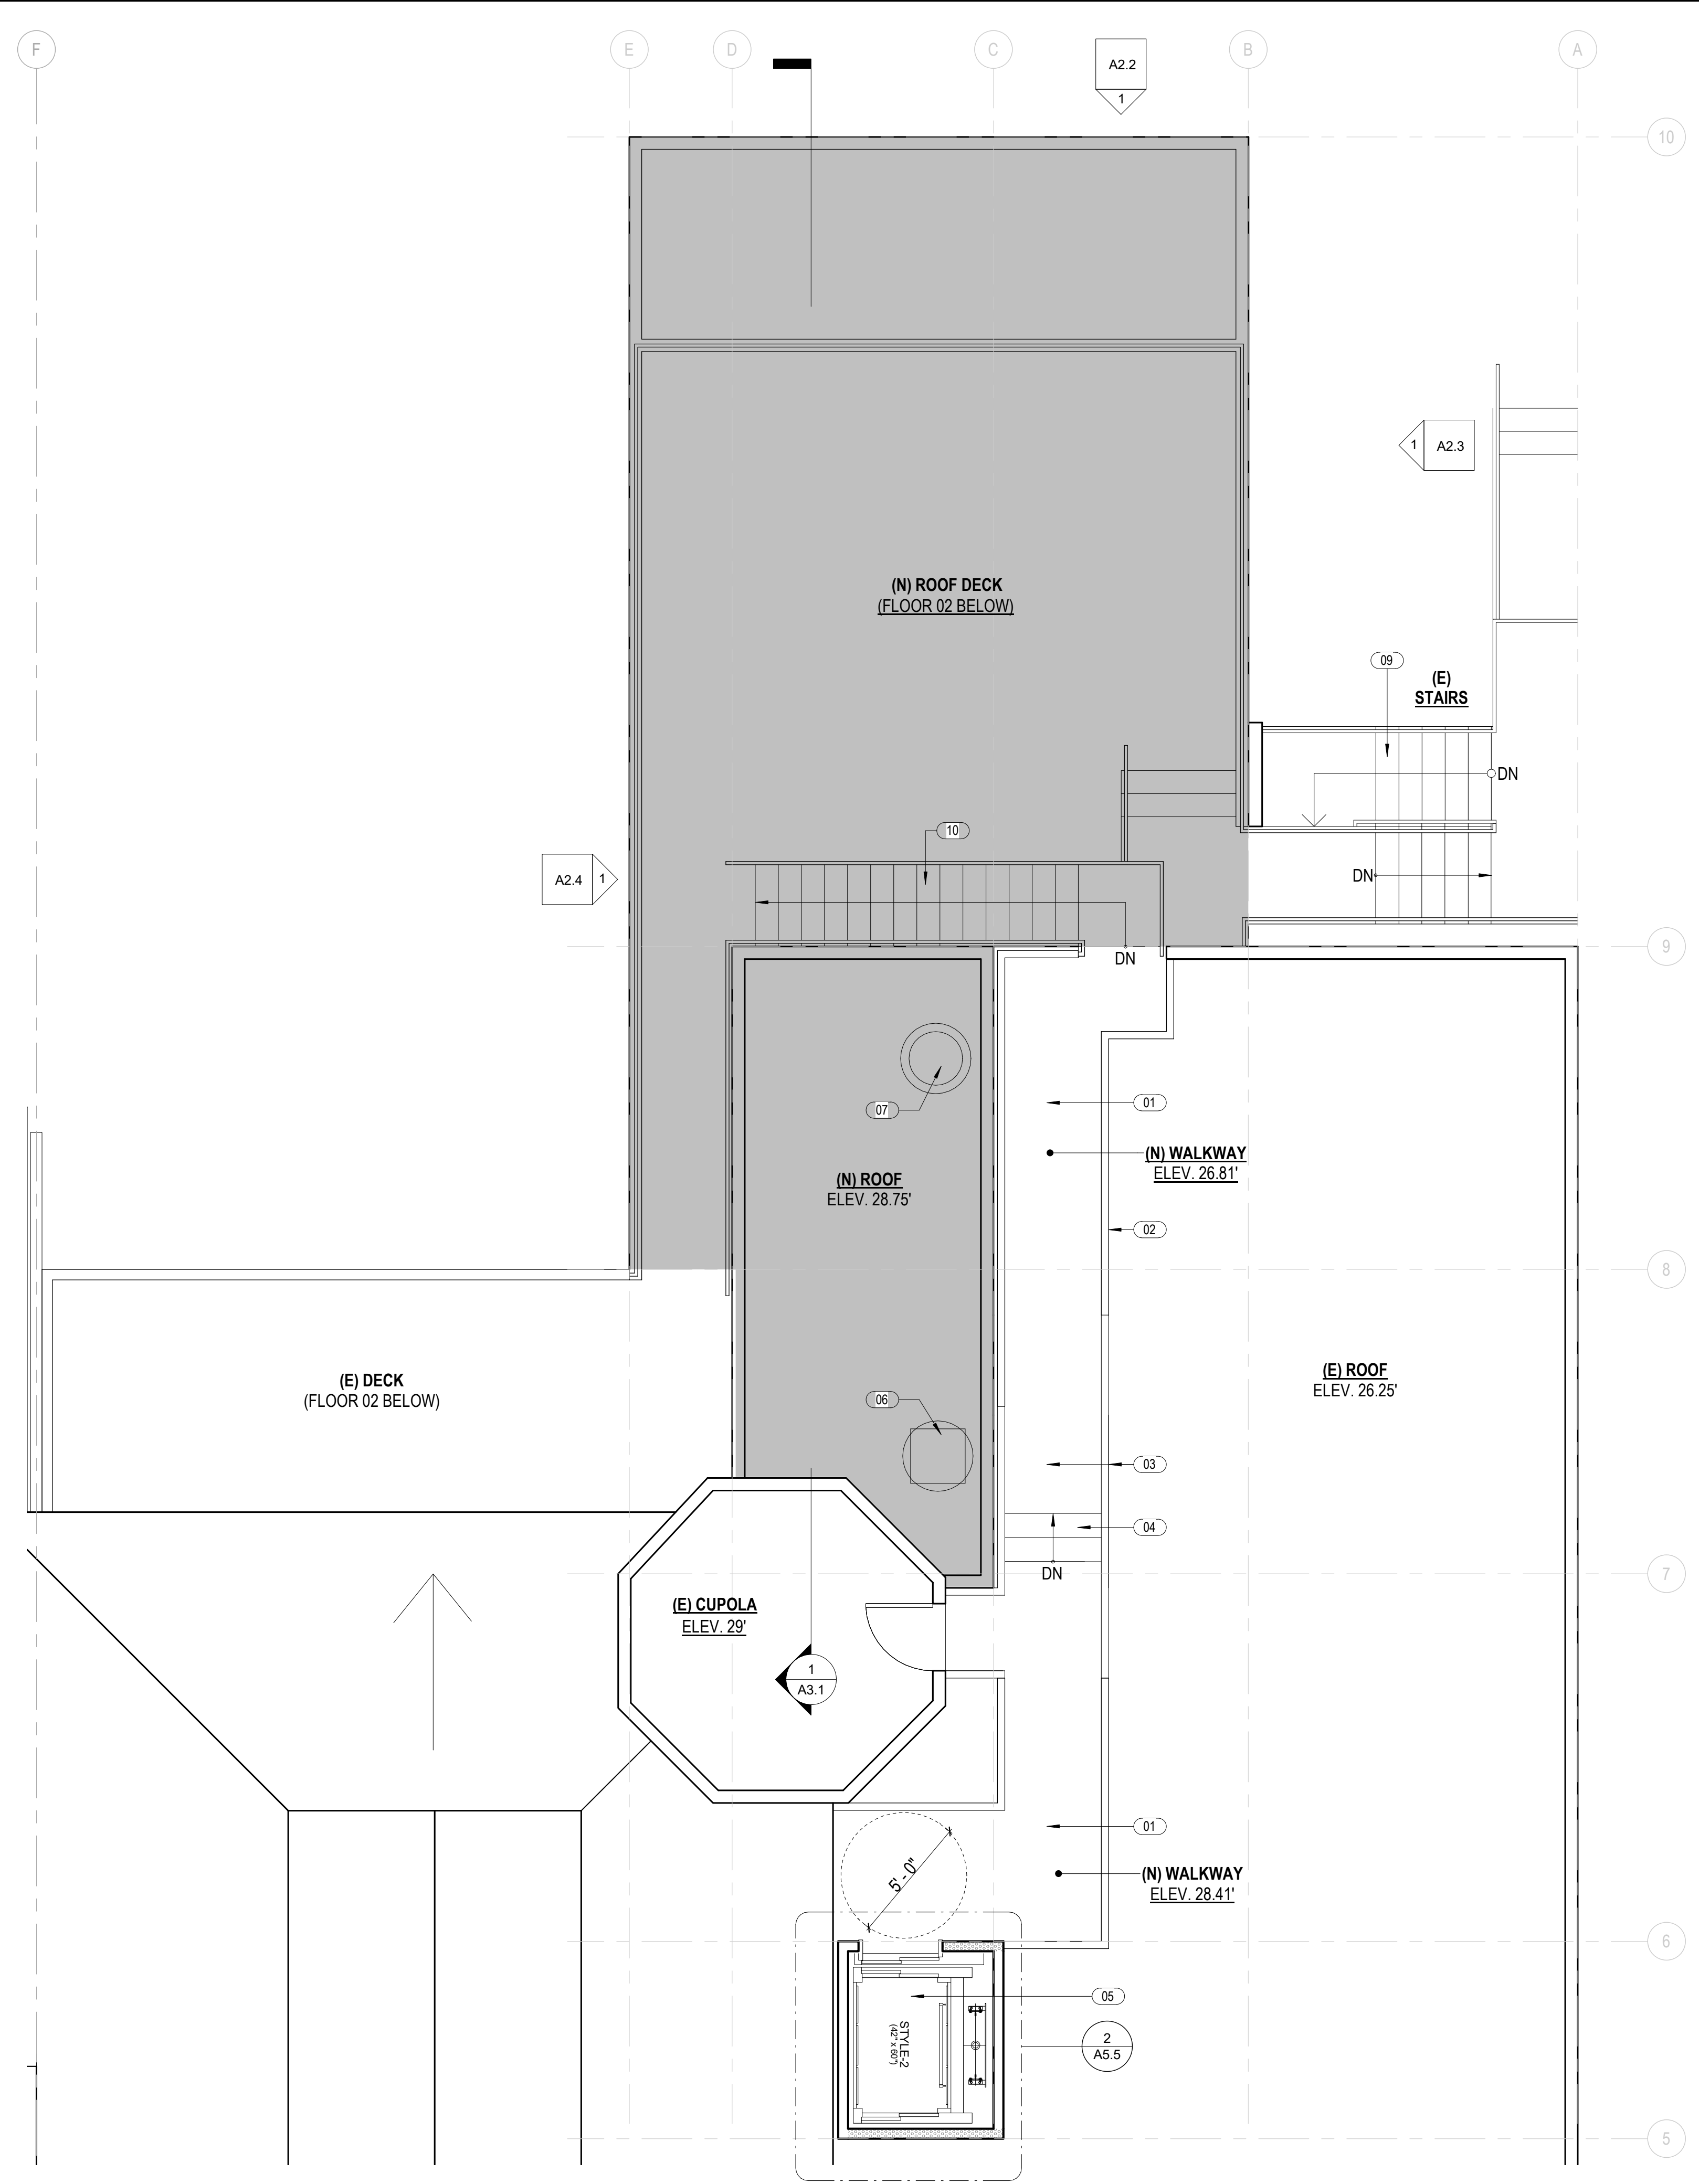 F
E
D
C
B
A
A2.2
1
10
1
A2.3
(N) ROOF DECK
(FLOOR 02 BELOW)
09
(E)
STAIRS
DN
10
A2.4
1
DN
9
DN
07
01
(N) WALKWAY
ELEV. 26.81'
(N) ROOF
ELEV. 28.75'
02
8
(E) DECK
(FLOOR 02 BELOW)
(E) ROOF
ELEV. 26.25'
06
03
04
DN
7
(E) CUPOLA
ELEV. 29'
1
A3.1
01
5' - 0"
(N) WALKWAY
ELEV. 28.41'
6
05
STYLE-2
(42" x 60")
2
A5.5
5